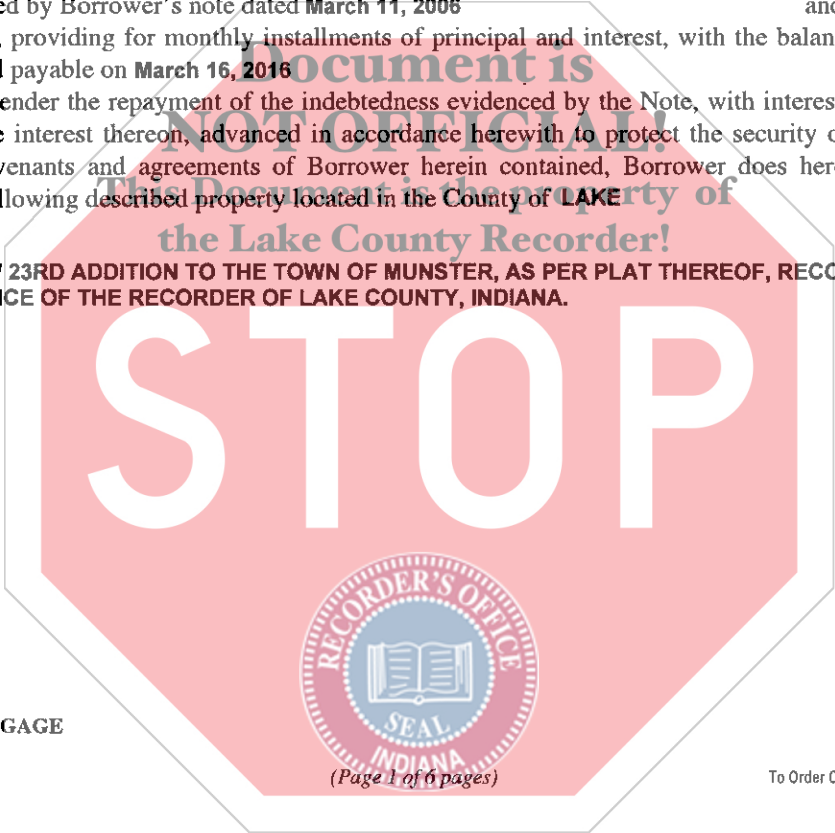 ed by Borrower's note dated March 11, 2006 and
, providing for monthly installments of principal and interest, with the balan
d payable on March 16, 2016
Document is
ender the repayment of the indebtedness evidenced by the Note, with interes
NOT OFFICIAL!
e interest thereon, advanced in accordance herewith to protect the security o
venants and agreements of Borrower herein contained, Borrower does here
This Document is the property of
llowing described property located in the County of LAKE
the Lake County Recorder!
' 23RD ADDITION TO THE TOWN OF MUNSTER, AS PER PLAT THEREOF, RECO
ICE OF THE RECORDER OF LAKE COUNTY, INDIANA.
STOP
RECORDER'S OFFICE
SEAL
INDIANA
GAGE
(Page 1 of 6 pages)
To Order C